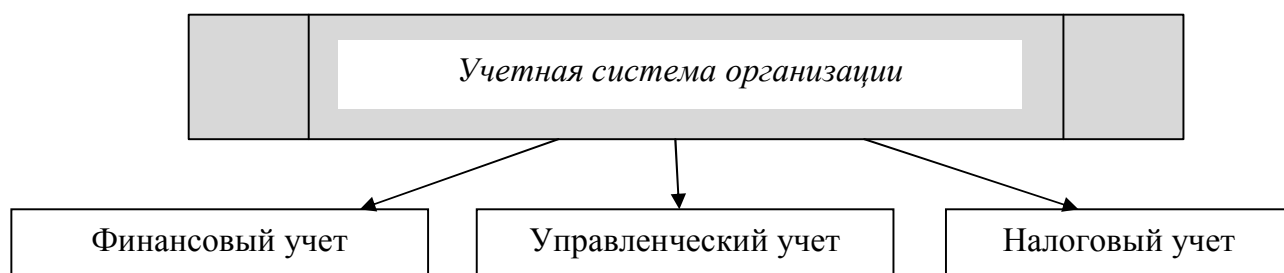 Учетная система организации
Финансовый учет
Управленческий учет
Налоговый учет